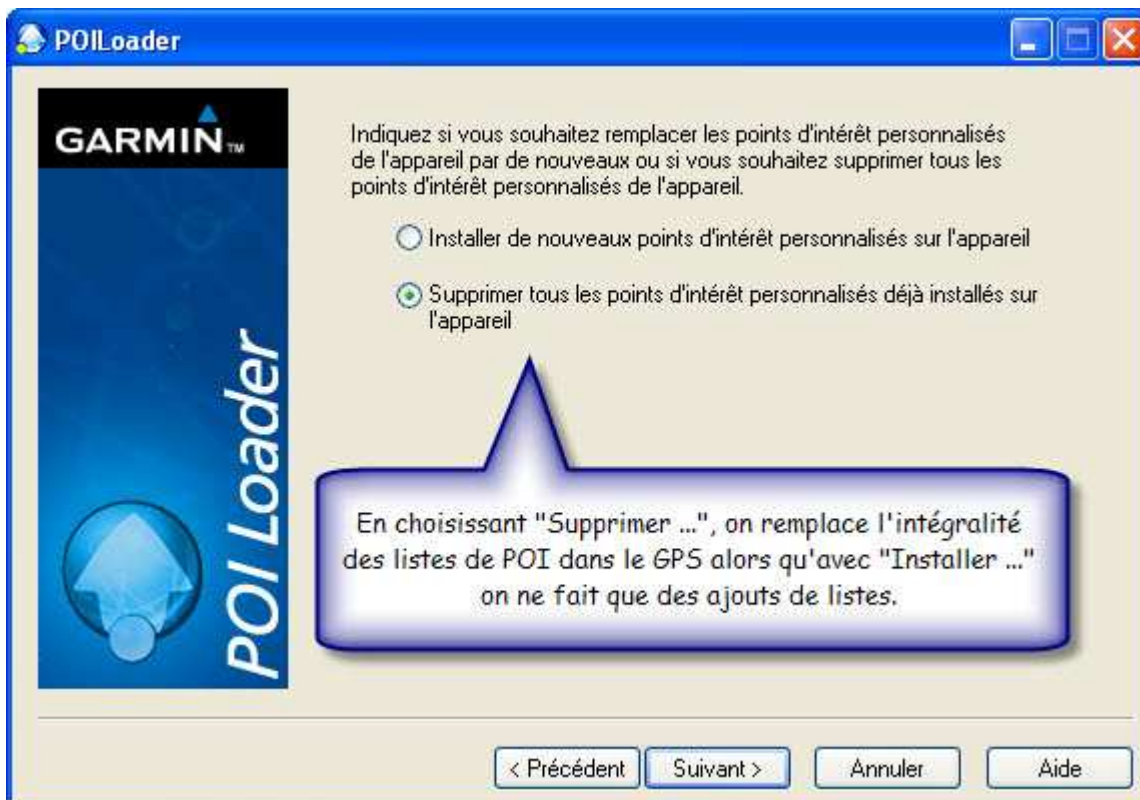 POILoader
GARMIN™
POI Loader
Indiquez si vous souhaitez remplacer les points d'intérêt personnalisés
de l'appareil par de nouveaux ou si vous souhaitez supprimer tous les
points d'intérêt personnalisés de l'appareil.
Installer de nouveaux points d'intérêt personnalisés sur l'appareil
Supprimer tous les points d'intérêt personnalisés déjà installés sur
l'appareil
En choisissant "Supprimer ...", on remplace l'intégralité
des listes de POI dans le GPS alors qu'avec "Installer ..."
on ne fait que des ajouts de listes.
< Précédent
Suivant >
Annuler
Aide